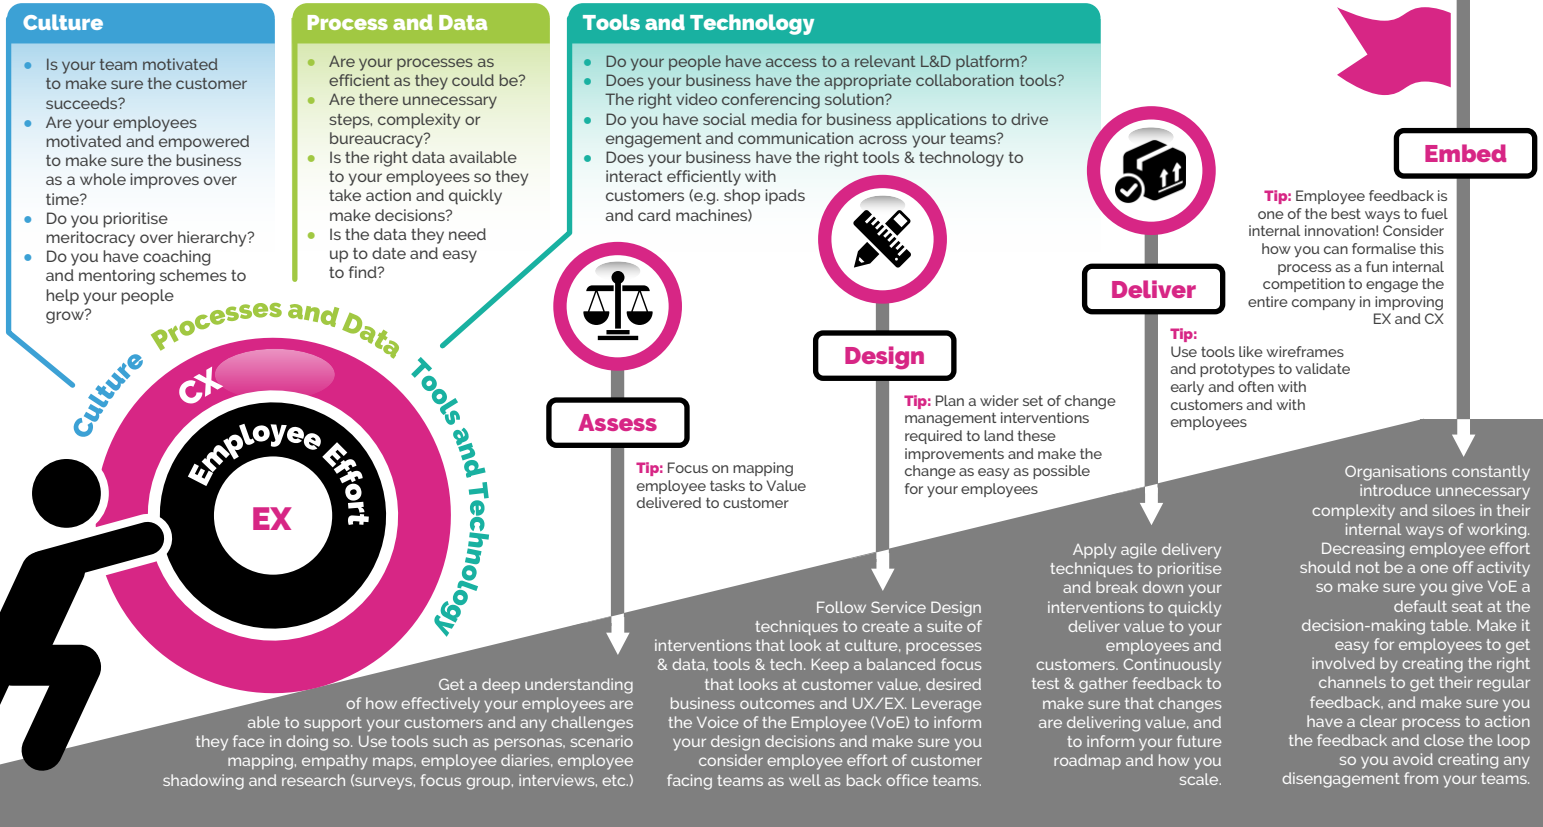 Culture
Is your team motivated
to make sure the customer
succeeds?
Are your employees
motivated and empowered
to make sure the business
as a whole improves over
time?
Do you prioritise
meritocracy over hierarchy?
Do you have coaching
and mentoring schemes to
help your people
grow?
Process and Data
Are your processes as
efficient as they could be?
Are there unnecessary
steps, complexity or
bureaucracy?
Is the right data available
to your employees so they
take action and quickly
make decisions?
Is the data they need
up to date and easy
to find?
Tools and Technology
Do your people have access to a relevant L&D platform?
Does your business have the appropriate collaboration tools?
The right video conferencing solution?
Do you have social media for business applications to drive
engagement and communication across your teams?
Does your business have the right tools & technology to
interact efficiently with
customers (e.g. shop ipads
and card machines)
Culture
Processes and Data
Tools and Technology
CX
Employee Effort
EX
Assess
Tip: Focus on mapping
employee tasks to Value
delivered to customer
Get a deep understanding
of how effectively your employees are
able to support your customers and any challenges
they face in doing so. Use tools such as personas, scenario
mapping, empathy maps, employee diaries, employee
shadowing and research (surveys, focus group, interviews, etc.)
Design
Tip: Plan a wider set of change
management interventions
required to land these
improvements and make the
change as easy as possible
for your employees
Follow Service Design
techniques to create a suite of
interventions that look at culture, processes
& data, tools & tech. Keep a balanced focus
that looks at customer value, desired
business outcomes and UX/EX. Leverage
the Voice of the Employee (VoE) to inform
your design decisions and make sure you
consider employee effort of customer
facing teams as well as back office teams.
Deliver
Tip:
Use tools like wireframes
and prototypes to validate
early and often with
customers and with
employees
Apply agile delivery
techniques to prioritise
and break down your
interventions to quickly
deliver value to your
employees and
customers. Continuously
test & gather feedback to
make sure that changes
are delivering value, and
to inform your future
roadmap and how you
scale.
Embed
Tip: Employee feedback is
one of the best ways to fuel
internal innovation! Consider
how you can formalise this
process as a fun internal
competition to engage the
entire company in improving
EX and CX
Organisations constantly
introduce unnecessary
complexity and siloes in their
internal ways of working.
Decreasing employee effort
should not be a one off activity
so make sure you give VoE a
default seat at the
decision-making table. Make it
easy for employees to get
involved by creating the right
channels to get their regular
feedback, and make sure you
have a clear process to action
the feedback and close the loop
so you avoid creating any
disengagement from your teams.